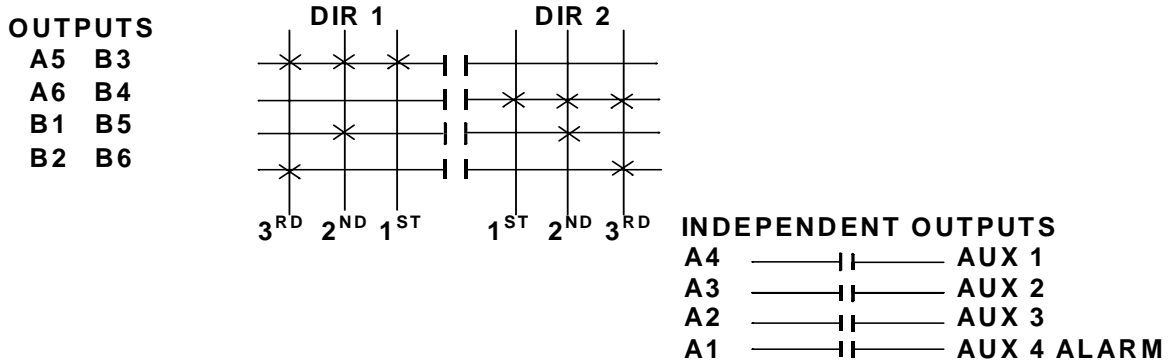 DIR 1 DIR 2
OUTPUTS
A5 B3
A6 B4
B1 B5
B2 B6
3RD 2ND 1ST 1ST 2ND 3RD
INDEPENDENT OUTPUTS
A4 AUX 1
A3 AUX 2
A2 AUX 3
A1 AUX 4 ALARM